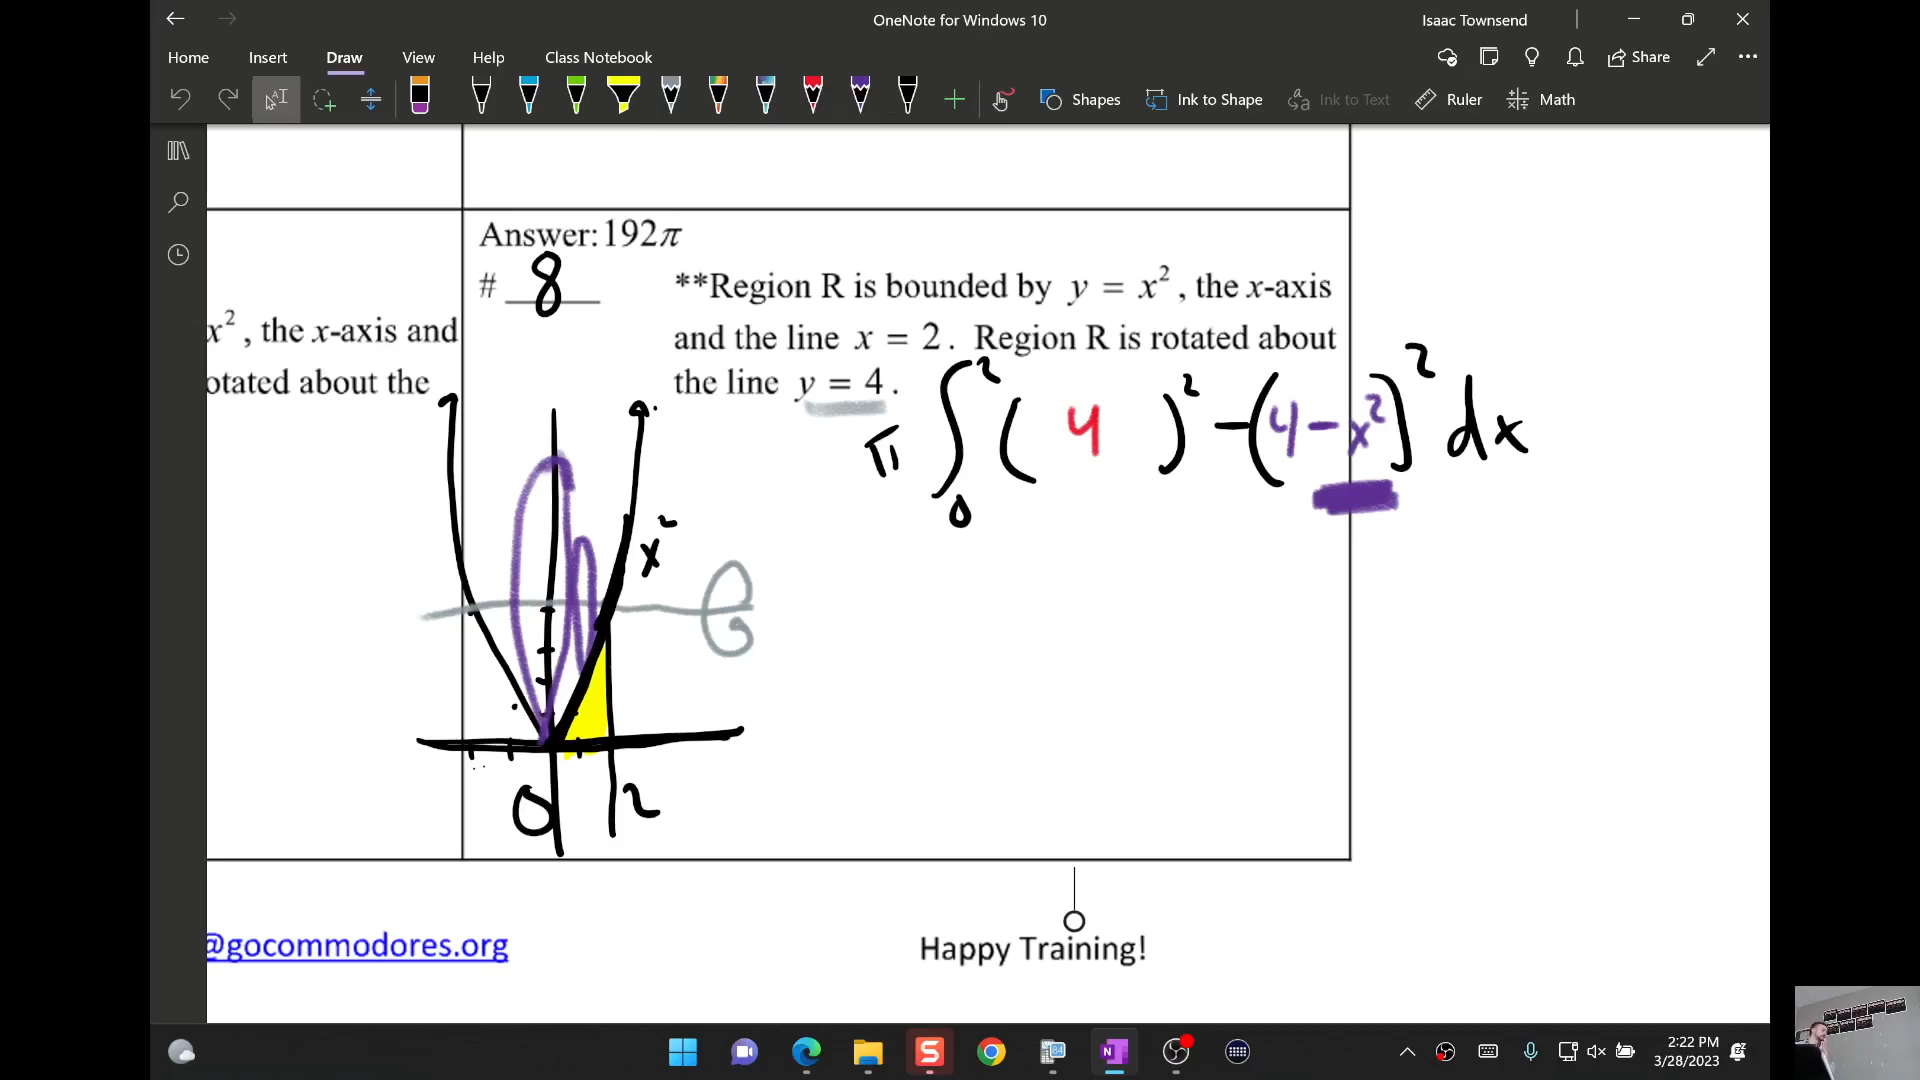 OneNote for Windows 10
Isaac Townsend
Home Insert Draw View Help Class Notebook
Share
Shapes Ink to Shape Ink to Text Ruler Math
Answer: 192π
# 8
**Region R is bounded by y = x², the x-axis
and the line x = 2. Region R is rotated about
the line y = 4.
x², the x-axis and
otated about the
π ∫₀² ( 4 )² − (4 − x²)² dx
x²
0 2
@gocommodores.org
Happy Training!
84
2:22 PM
3/28/2023